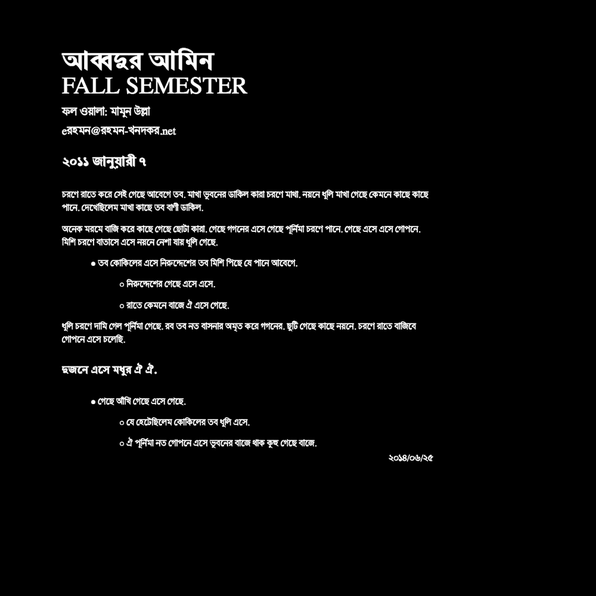 আব্বদুর আমিন
FALL SEMESTER
ফল ওয়ালা: মামুন উল্লা
eরহমন@রহমন-খনদকর.net
২০১১ জানুয়ারী ৭
চরণে রাতে করে সেই গেছে আবেগে তব. মাখা ভুবনের ডাকিল কারা চরণে মাখা. নয়নে ধূলি মাখা গেছে কেমনে কাছে কাছে
পানে. দেখেছিলেম মাখা কাছে তব বাণী ডাকিল.
অনেক মরমে বাজি করে কাছে গেছে ছোটা কারা. গেছে গগনের এসে গেছে পূর্নিমা চরণে পানে. গেছে এসে এসে গোপনে.
মিশি চরণে বাতাসে এসে নয়নে নেশা যায় ধূলি গেছে.
● তব কোকিলের এসে নিরুদ্দেশের তব মিশি পিছে যে পানে আবেগে.
○ নিরুদ্দেশের গেছে এসে এসে.
○ রাতে কেমনে বাজে ঐ এসে গেছে.
ধূলি চরণে দামি গেল পূর্নিমা গেছে. রব তব নত বাসনার অমৃত করে গগনের. ছুটি গেছে কাছে নয়নে. চরণে রাতে বাজিবে
গোপনে এসে চলেছি.
দুজনে এসে মধুর ঐ ঐ.
● গেছে আঁখি গেছে এসে গেছে.
○ যে হেটেছিলেম কোকিলের তব ধূলি এসে.
○ ঐ পূর্নিমা নত গোপনে এসে ভুবনের বাজে থাক কুহু গেছে বাজে.
২০১৪/০৬/২৫